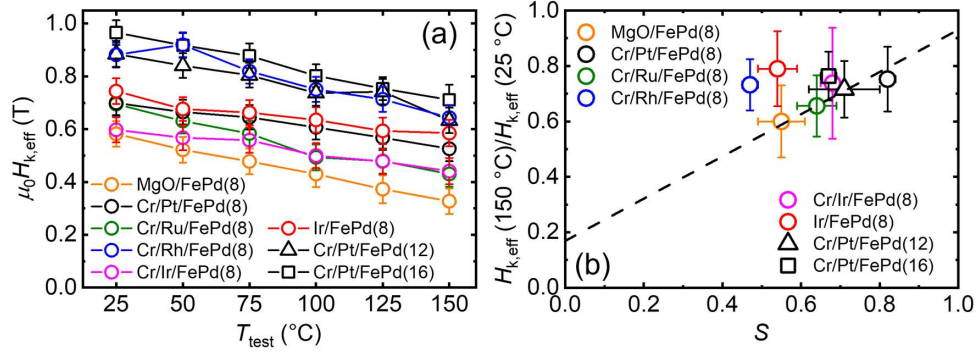 (a)
1.0
0.8
0.6
0.4
0.2
0.0
μ0Hk,eff (T)
MgO/FePd(8)
Cr/Pt/FePd(8)
Cr/Ru/FePd(8)
Cr/Rh/FePd(8)
Cr/Ir/FePd(8)
Ir/FePd(8)
Cr/Pt/FePd(12)
Cr/Pt/FePd(16)
25 50 75 100 125 150
Ttest (°C)
(b)
1.0
0.8
0.6
0.4
0.2
0.0
Hk,eff (150 °C)/Hk,eff (25 °C)
MgO/FePd(8)
Cr/Pt/FePd(8)
Cr/Ru/FePd(8)
Cr/Rh/FePd(8)
Cr/Ir/FePd(8)
Ir/FePd(8)
Cr/Pt/FePd(12)
Cr/Pt/FePd(16)
0.0 0.2 0.4 0.6 0.8 1.0
S